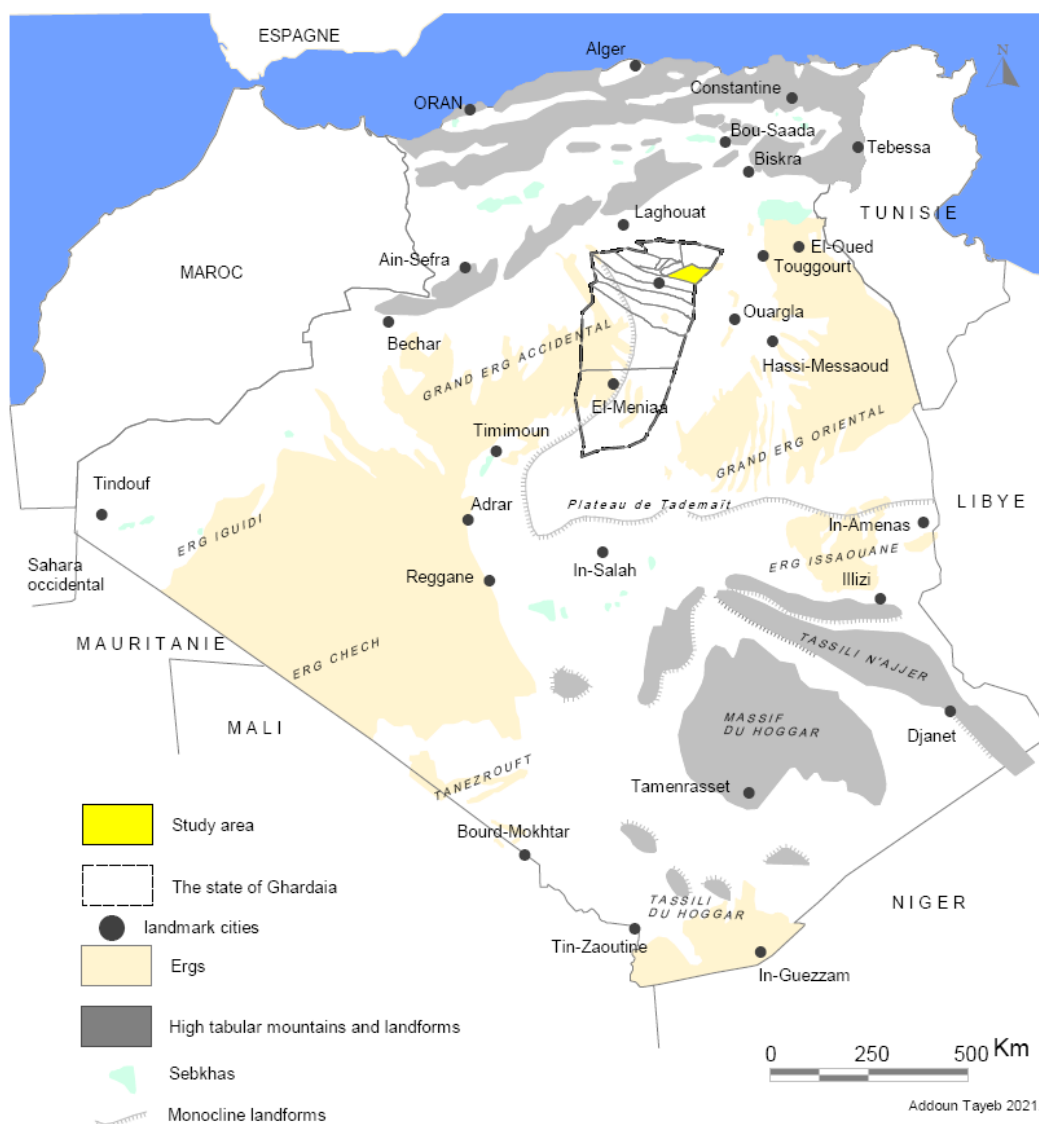 ESPAGNE
Alger
N
Constantine
ORAN
Bou-Saada
Tebessa
Biskra
TUNISIE
Laghouat
El-Oued
Ain-Sefra
Touggourt
MAROC
Ouargla
Bechar
Hassi-Messaoud
GRAND ERG ACCIDENTAL
El-Meniaa
GRAND ERG ORIENTAL
Timimoun
Tindouf
Adrar
Plateau de Tademaït
LIBYE
In-Amenas
ERG IGUIDI
ERG ISSAOUANE
Sahara
occidental
In-Salah
Reggane
Illizi
MAURITANIE
TASSILI N'AJJER
ERG CHECH
MALI
MASSIF
DU HOGGAR
Djanet
TANEZROUFT
Tamenrasset
Bourd-Mokhtar
Study area
The state of Ghardaia
NIGER
TASSILI
DU HOGGAR
landmark cities
Tin-Zaoutine
In-Guezzam
Ergs
High tabular mountains and landforms
Km
0 250 500
Sebkhas
Monocline landforms
Addoun Tayeb 2021